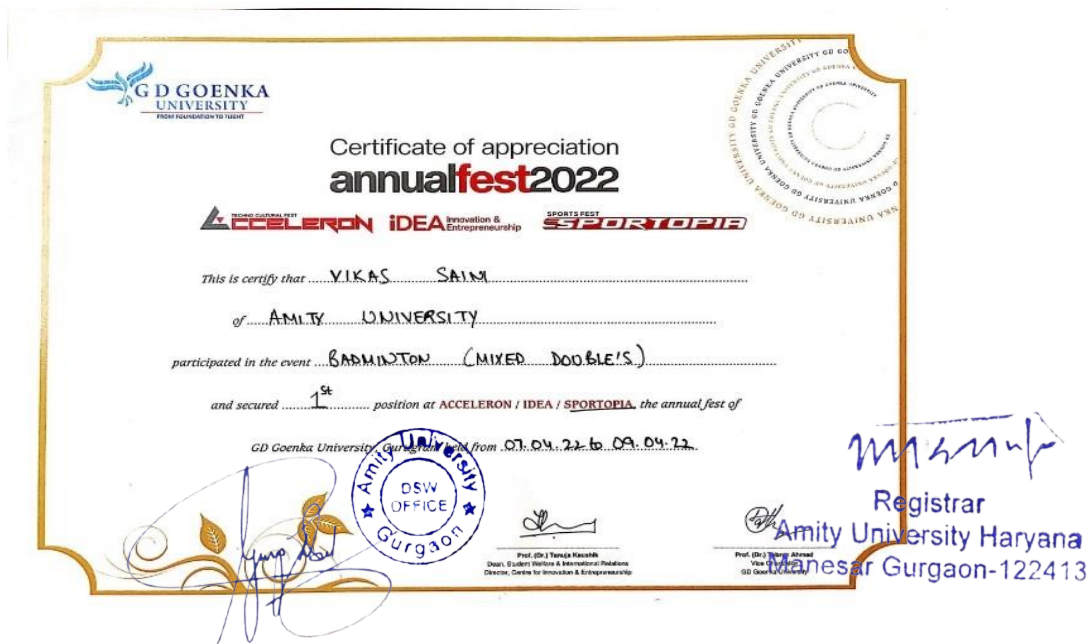 G D GOENKA
UNIVERSITY
FROM FOUNDATION TO FLIGHT
Certificate of appreciation
annualfest2022
TECHNO CULTURAL FEST
ACCELERON
iDEA Innovation & Entrepreneurship
SPORTS FEST
SPORTOPIA
This is certify that VIKAS SAINI
of AMITY UNIVERSITY
participated in the event BADMINTON (MIXED DOUBLE'S)
and secured 1st position at ACCELERON / IDEA / SPORTOPIA, the annual fest of
GD Goenka University, Gurugram held from 07.04.22 to 09.04.22
Amity University
DSW
OFFICE
Gurgaon
Prof. (Dr.) Tanuja Kaushik
Dean, Student Welfare & International Relations
Director, Centre for Innovation & Entrepreneurship
Prof. (Dr.) Ahmad
Vice
GD Goenka University
Registrar
Amity University Haryana
Manesar Gurgaon-122413
GD GOENKA UNIVERSITY